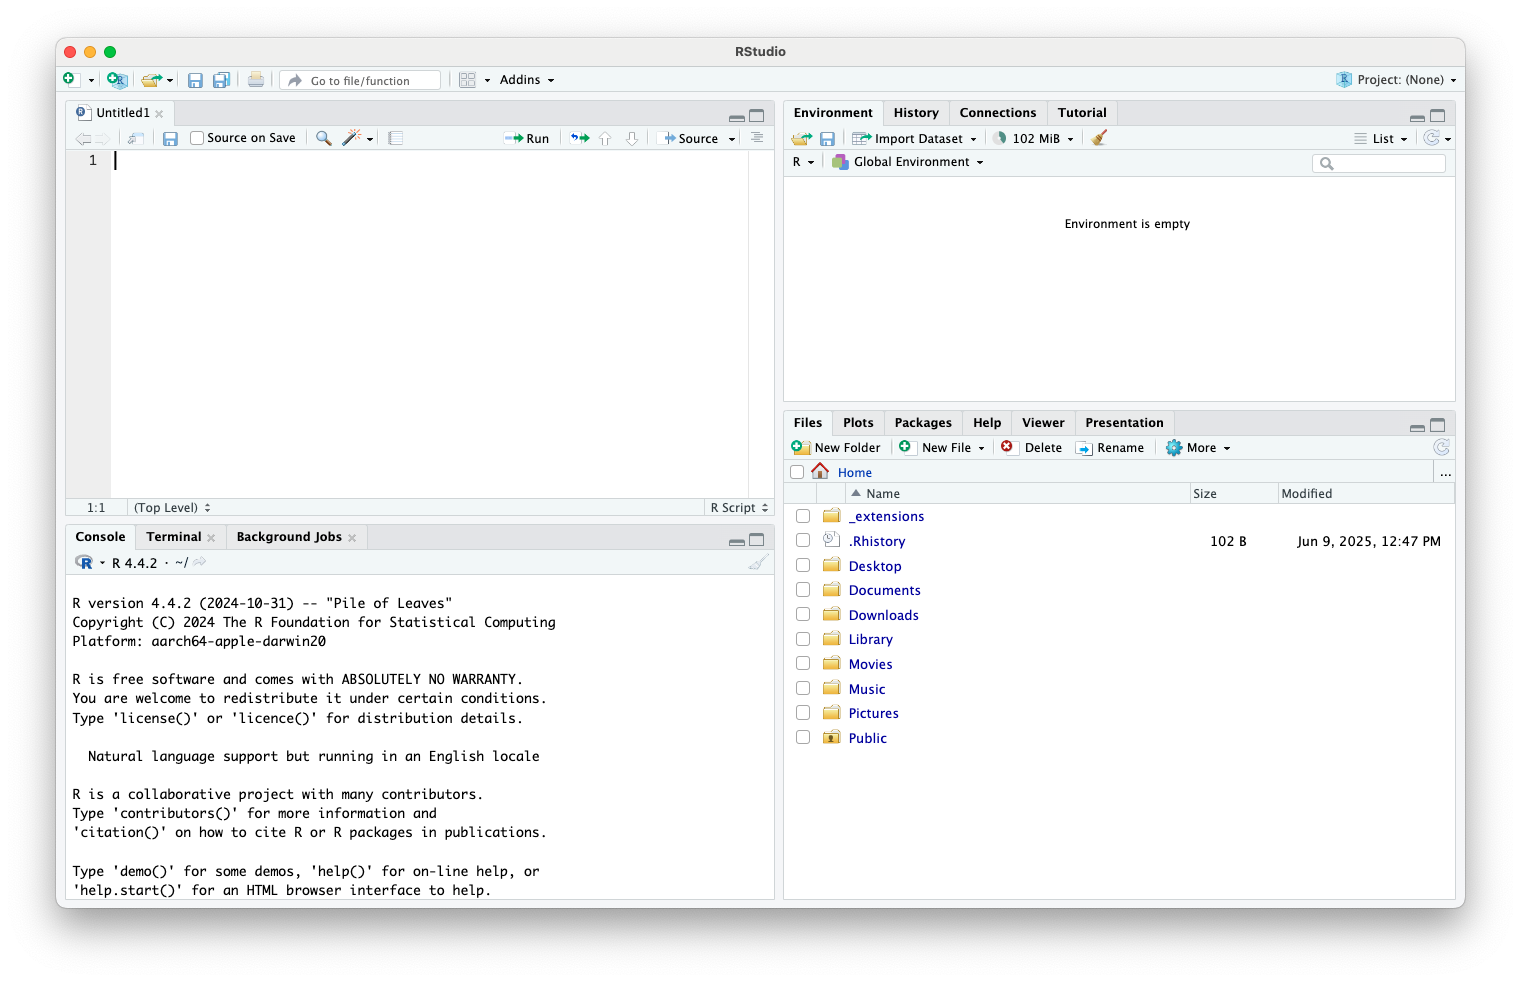 RStudio
Go to file/function
Addins
Project: (None)
Untitled1
Source on Save
Run
Source
1
1:1
(Top Level)
R Script
Console
Terminal
Background Jobs
R 4.4.2 · ~/
R version 4.4.2 (2024-10-31) -- "Pile of Leaves"
Copyright (C) 2024 The R Foundation for Statistical Computing
Platform: aarch64-apple-darwin20
R is free software and comes with ABSOLUTELY NO WARRANTY.
You are welcome to redistribute it under certain conditions.
Type 'license()' or 'licence()' for distribution details.
Natural language support but running in an English locale
R is a collaborative project with many contributors.
Type 'contributors()' for more information and
'citation()' on how to cite R or R packages in publications.
Type 'demo()' for some demos, 'help()' for on-line help, or
'help.start()' for an HTML browser interface to help.
Environment
History
Connections
Tutorial
Import Dataset
102 MiB
List
R
Global Environment
Environment is empty
Files
Plots
Packages
Help
Viewer
Presentation
New Folder
New File
Delete
Rename
More
Home
...
Name
Size
Modified
_extensions
.Rhistory 102 B Jun 9, 2025, 12:47 PM
Desktop
Documents
Downloads
Library
Movies
Music
Pictures
Public